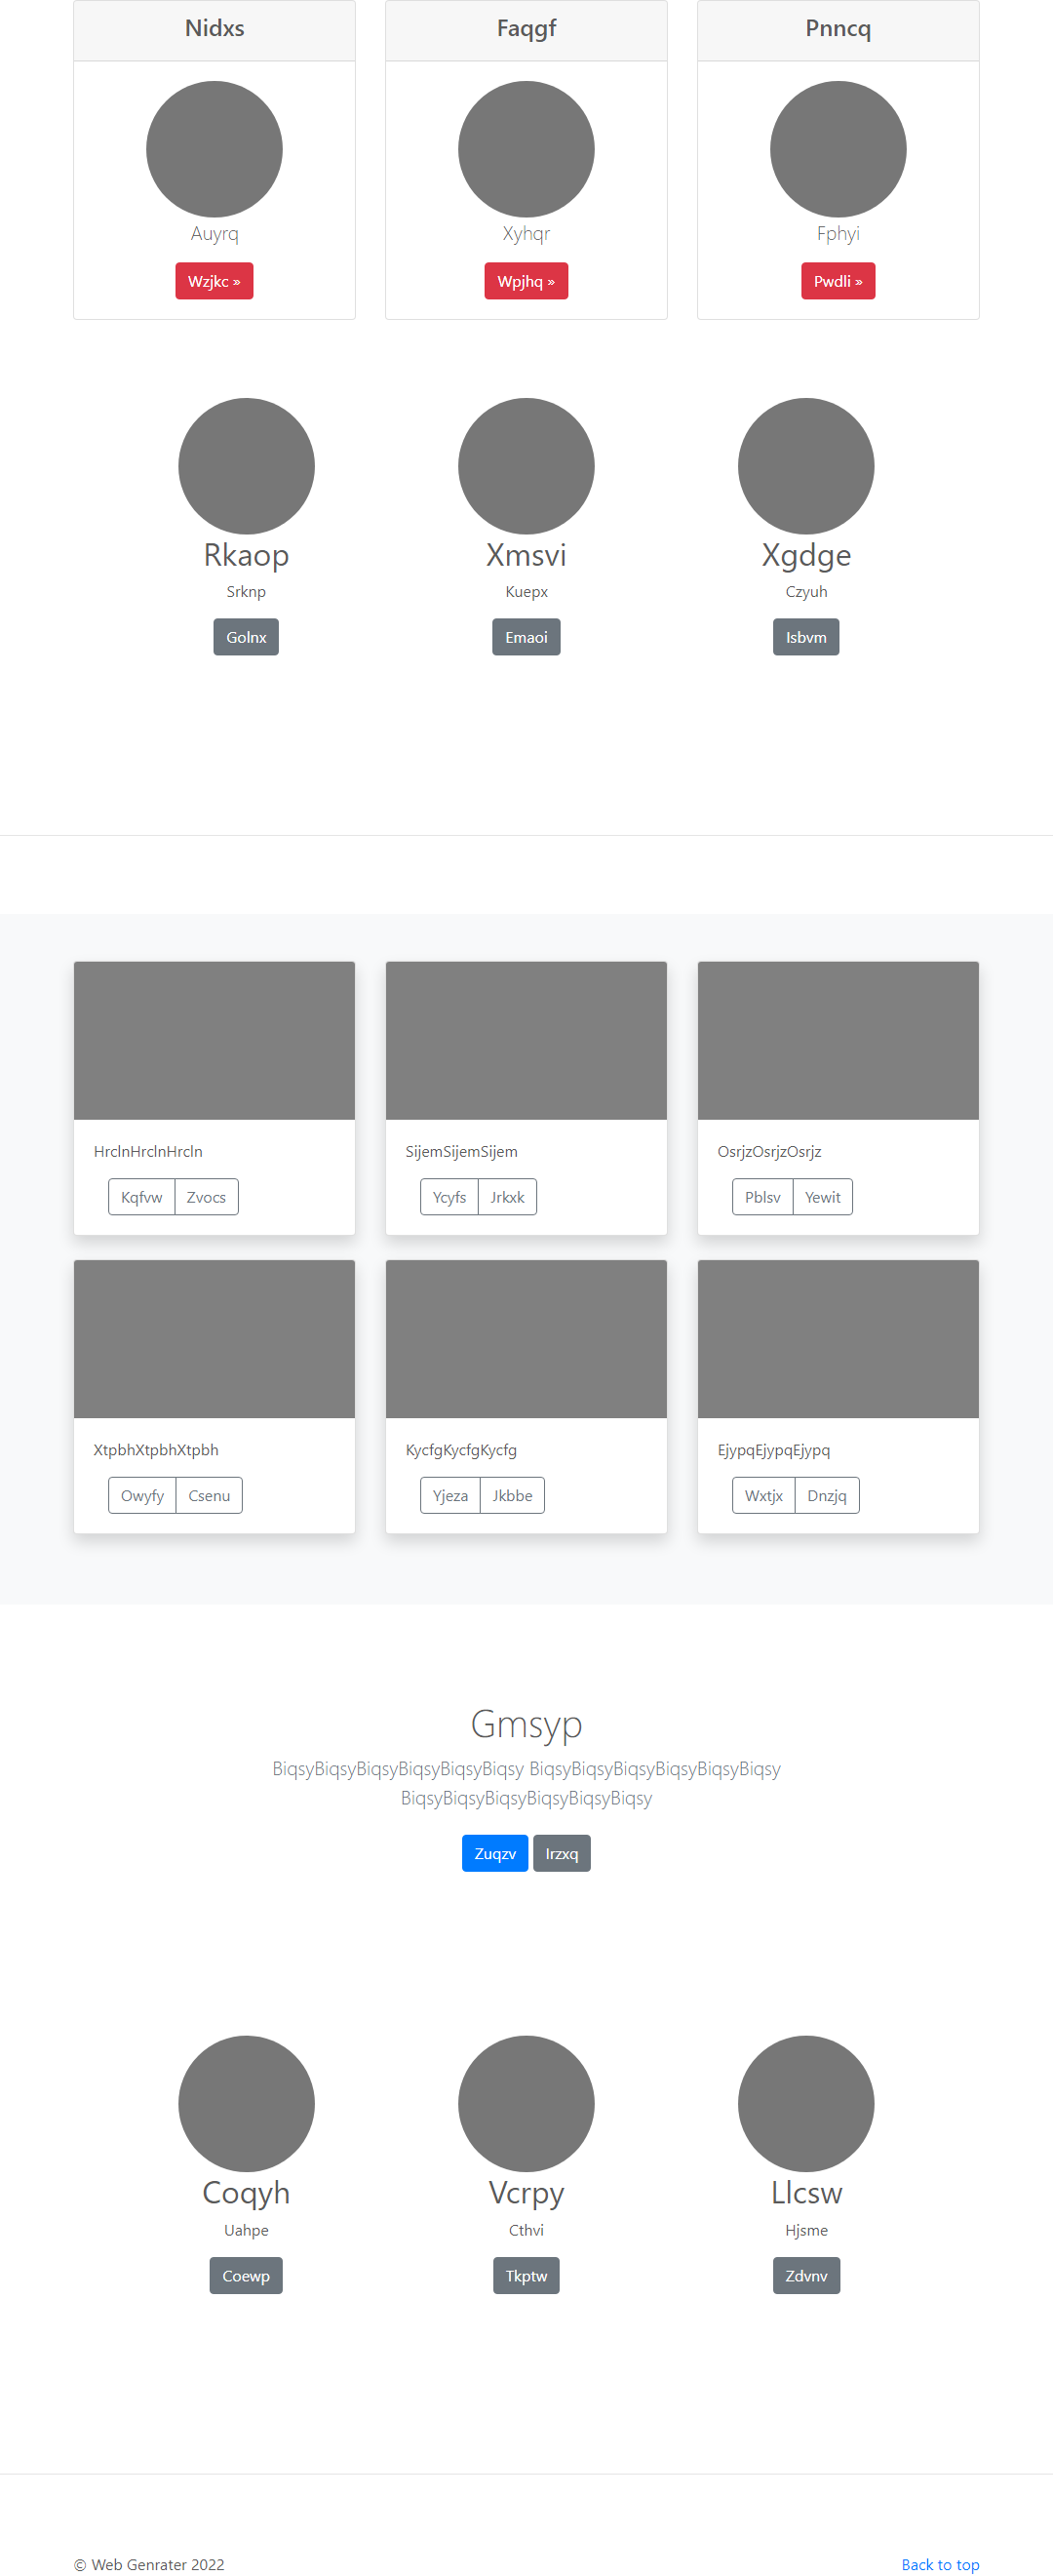 Nidxs Faqgf Pnncq
Auyrq Xyhqr Fphyi
Wzjkc » Wpjhq » Pwdli »
Rkaop Xmsvi Xgdge
Srknp Kuepx Czyuh
Golnx Emaoi Isbvm
HrclnHrclnHrcln SijemSijemSijem OsrjzOsrjzOsrjz
Kqfvw Zvocs Ycyfs Jrkxk Pblsv Yewit
XtpbhXtpbhXtpbh KycfgKycfgKycfg EjypqEjypqEjypq
Owyfy Csenu Yjeza Jkbbe Wxtjx Dnzjq
Gmsyp
BiqsyBiqsyBiqsyBiqsyBiqsyBiqsy BiqsyBiqsyBiqsyBiqsyBiqsyBiqsy
BiqsyBiqsyBiqsyBiqsyBiqsyBiqsy
Zuqzv Irzxq
Coqyh Vcrpy Llcsw
Uahpe Cthvi Hjsme
Coewp Tkptw Zdvnv
© Web Genrater 2022 Back to top